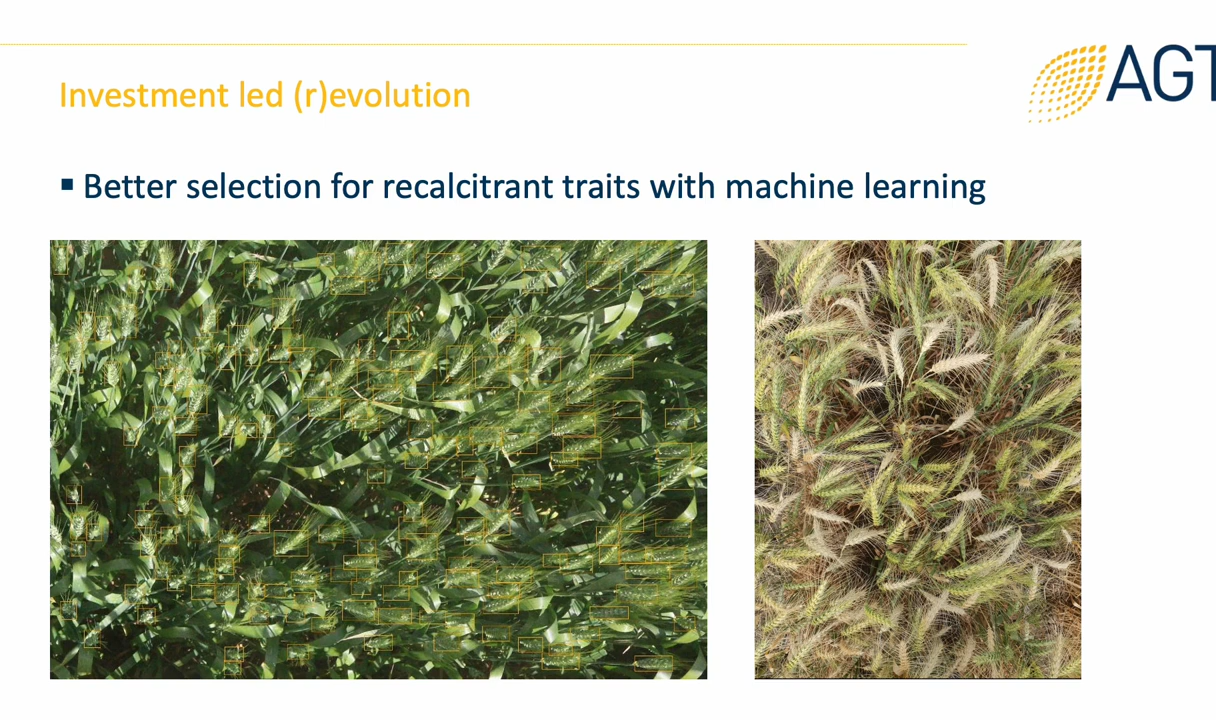 AGT
Investment led (r)evolution
▪ Better selection for recalcitrant traits with machine learning